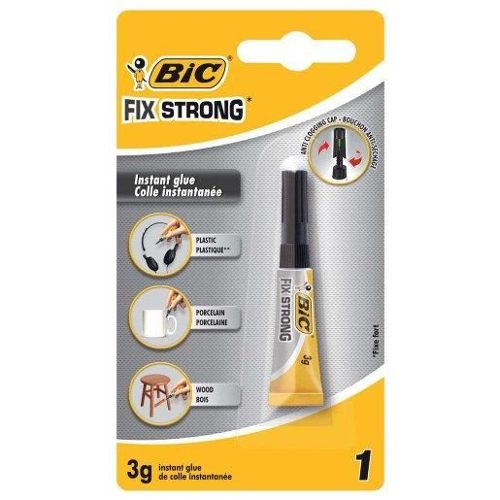 BIC
FIX STRONG*
ANTI CLOGGING CAP - BOUCHON ANTI-SÉCHAGE
Instant glue
Colle instantanée
PLASTIC
PLASTIQUE**
PORCELAIN
PORCELAINE
WOOD
BOIS
FIX STRONG
BIC
3g
*Fixe fort
3g instant glue
de colle instantanée
1